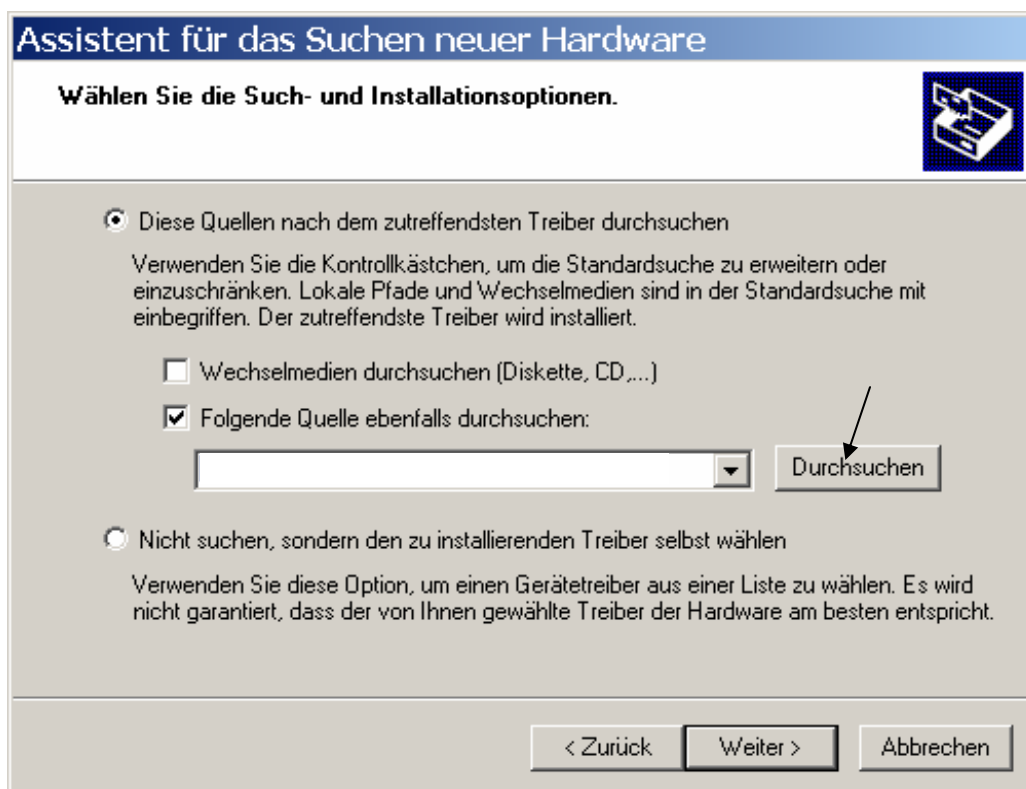 Assistent für das Suchen neuer Hardware
Wählen Sie die Such- und Installationsoptionen.
Diese Quellen nach dem zutreffendsten Treiber durchsuchen
Verwenden Sie die Kontrollkästchen, um die Standardsuche zu erweitern oder
einzuschränken. Lokale Pfade und Wechselmedien sind in der Standardsuche mit
einbegriffen. Der zutreffendste Treiber wird installiert.
Wechselmedien durchsuchen (Diskette, CD,...)
Folgende Quelle ebenfalls durchsuchen:
Durchsuchen
Nicht suchen, sondern den zu installierenden Treiber selbst wählen
Verwenden Sie diese Option, um einen Gerätetreiber aus einer Liste zu wählen. Es wird
nicht garantiert, dass der von Ihnen gewählte Treiber der Hardware am besten entspricht.
< Zurück Weiter > Abbrechen